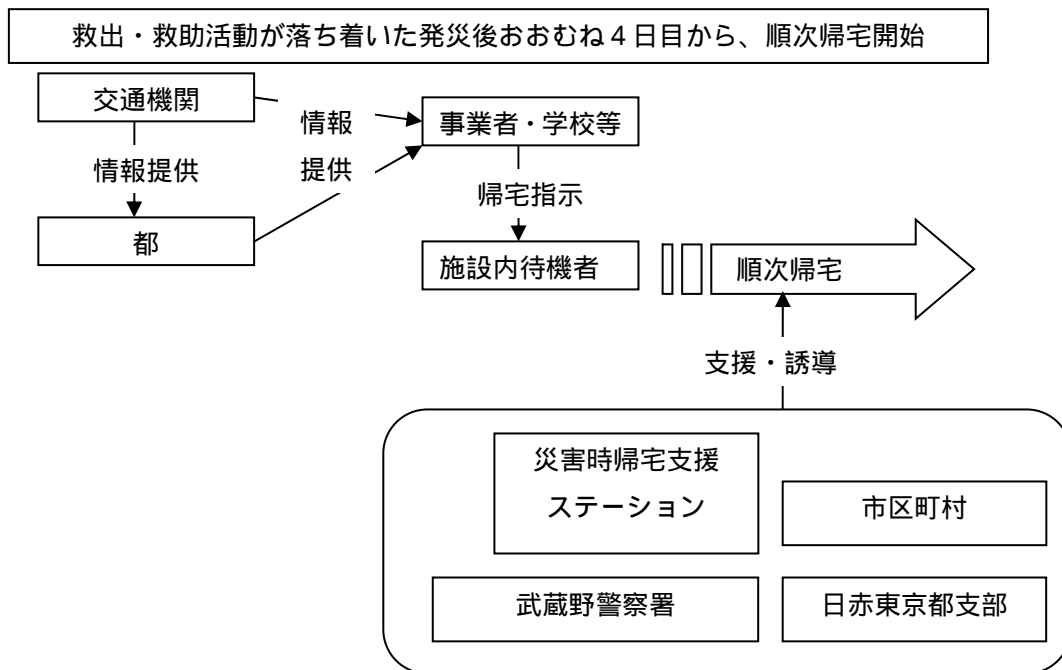 救出・救助活動が落ち着いた発災後おおむね４日目から、順次帰宅開始
交通機関
情報
提供
事業者・学校等
情報提供
帰宅指示
都
施設内待機者
順次帰宅
支援・誘導
災害時帰宅支援
ステーション
市区町村
武蔵野警察署
日赤東京都支部